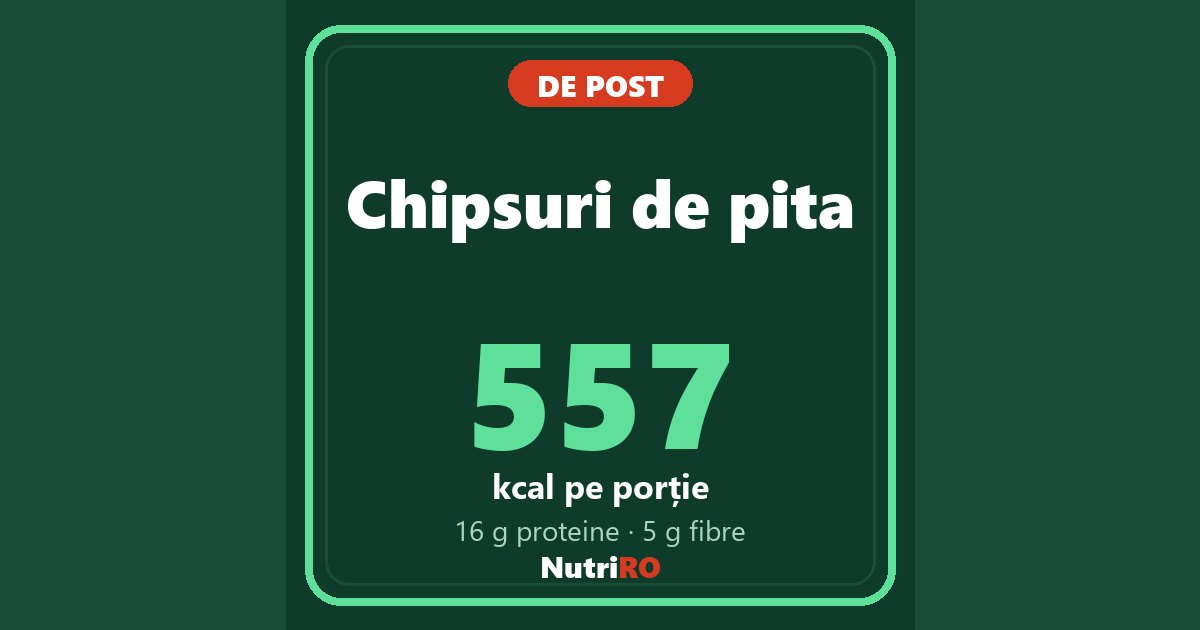 DE POST
Chipsuri de pita
557
kcal pe porție
16 g proteine · 5 g fibre
NutriRO